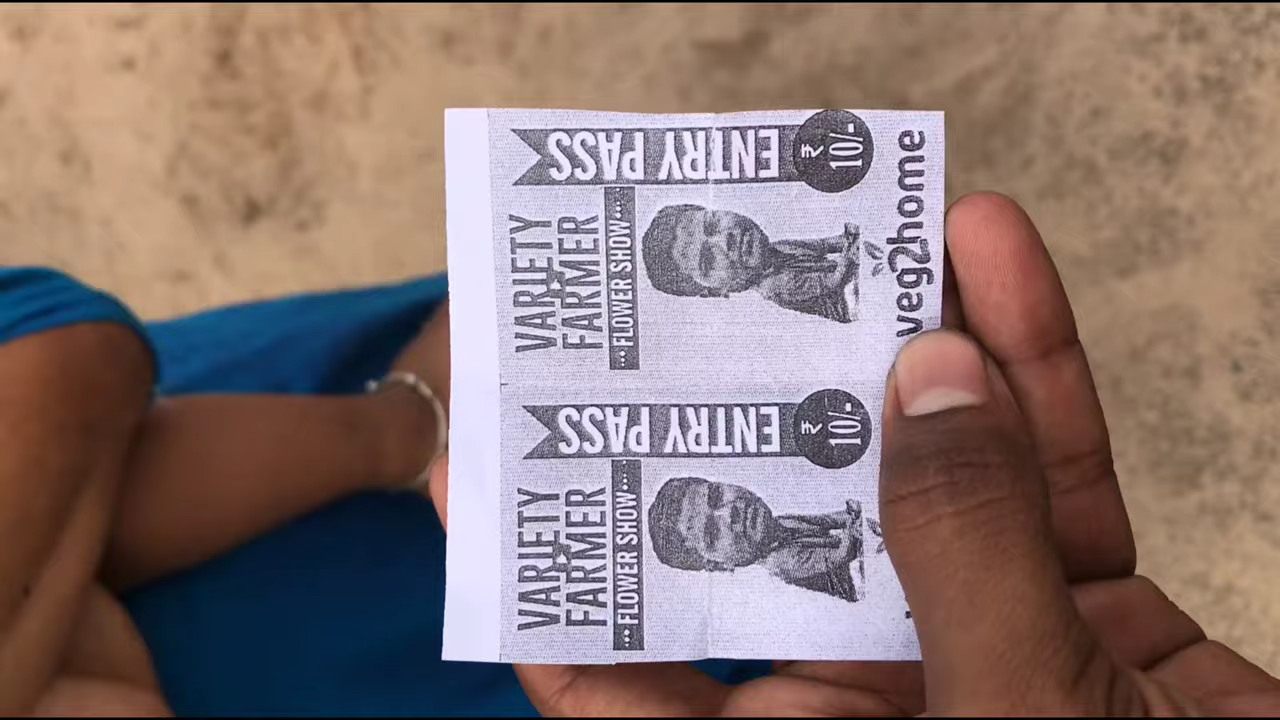 ENTRY PASS
₹
10/-
VARIETY
FARMER
...FLOWER SHOW...
veg2home
ENTRY PASS
₹
10/-
VARIETY
FARMER
...FLOWER SHOW...